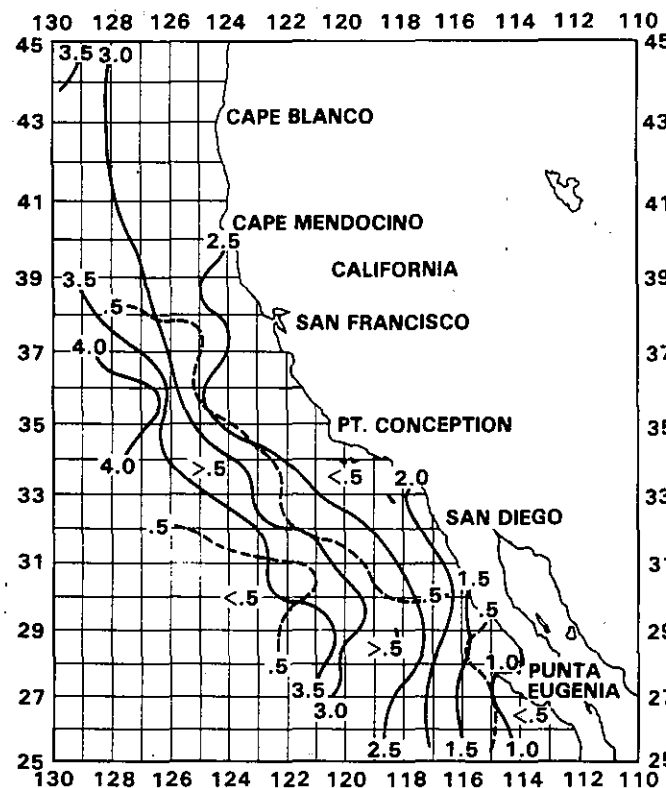 130 128 126 124 122 120 118 116 114 112 110
45 3.5 3.0 45
43 CAPE BLANCO 43
41 41
CAPE MENDOCINO
2.5
39 3.5 CALIFORNIA 39
.5
SAN FRANCISCO
37 4.0 37
35 PT. CONCEPTION 35
4.0 >.5 <.5 2.0
33 33
SAN DIEGO
.5
31 31
1.5
<.5 .5 .5
29 29
>.5
.5 1.0 PUNTA
EUGENIA
27 3.5 27
3.0 <.5
2.5 1.5 1.0
25 25
130 128 126 124 122 120 118 116 114 112 110